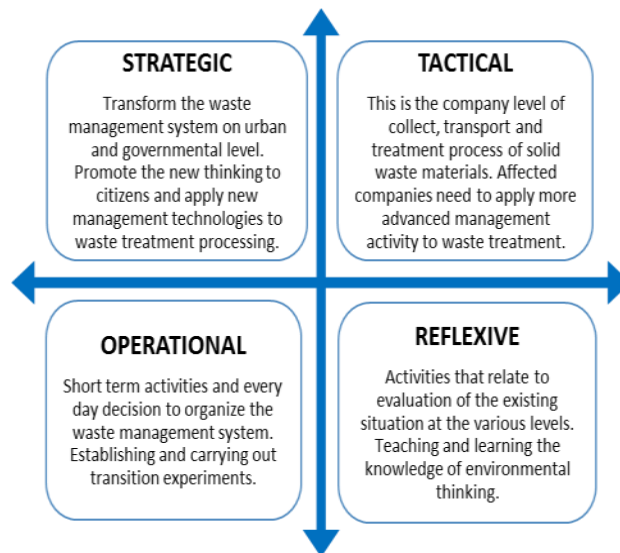 STRATEGIC
Transform the waste
management system on urban
and governmental level.
Promote the new thinking to
citizens and apply new
management technologies to
waste treatment processing.
TACTICAL
This is the company level of
collect, transport and
treatment process of solid
waste materials. Affected
companies need to apply more
advanced management
activity to waste treatment.
OPERATIONAL
Short term activities and every
day decision to organize the
waste management system.
Establishing and carrying out
transition experiments.
REFLEXIVE
Activities that relate to
evaluation of the existing
situation at the various levels.
Teaching and learning the
knowledge of environmental
thinking.